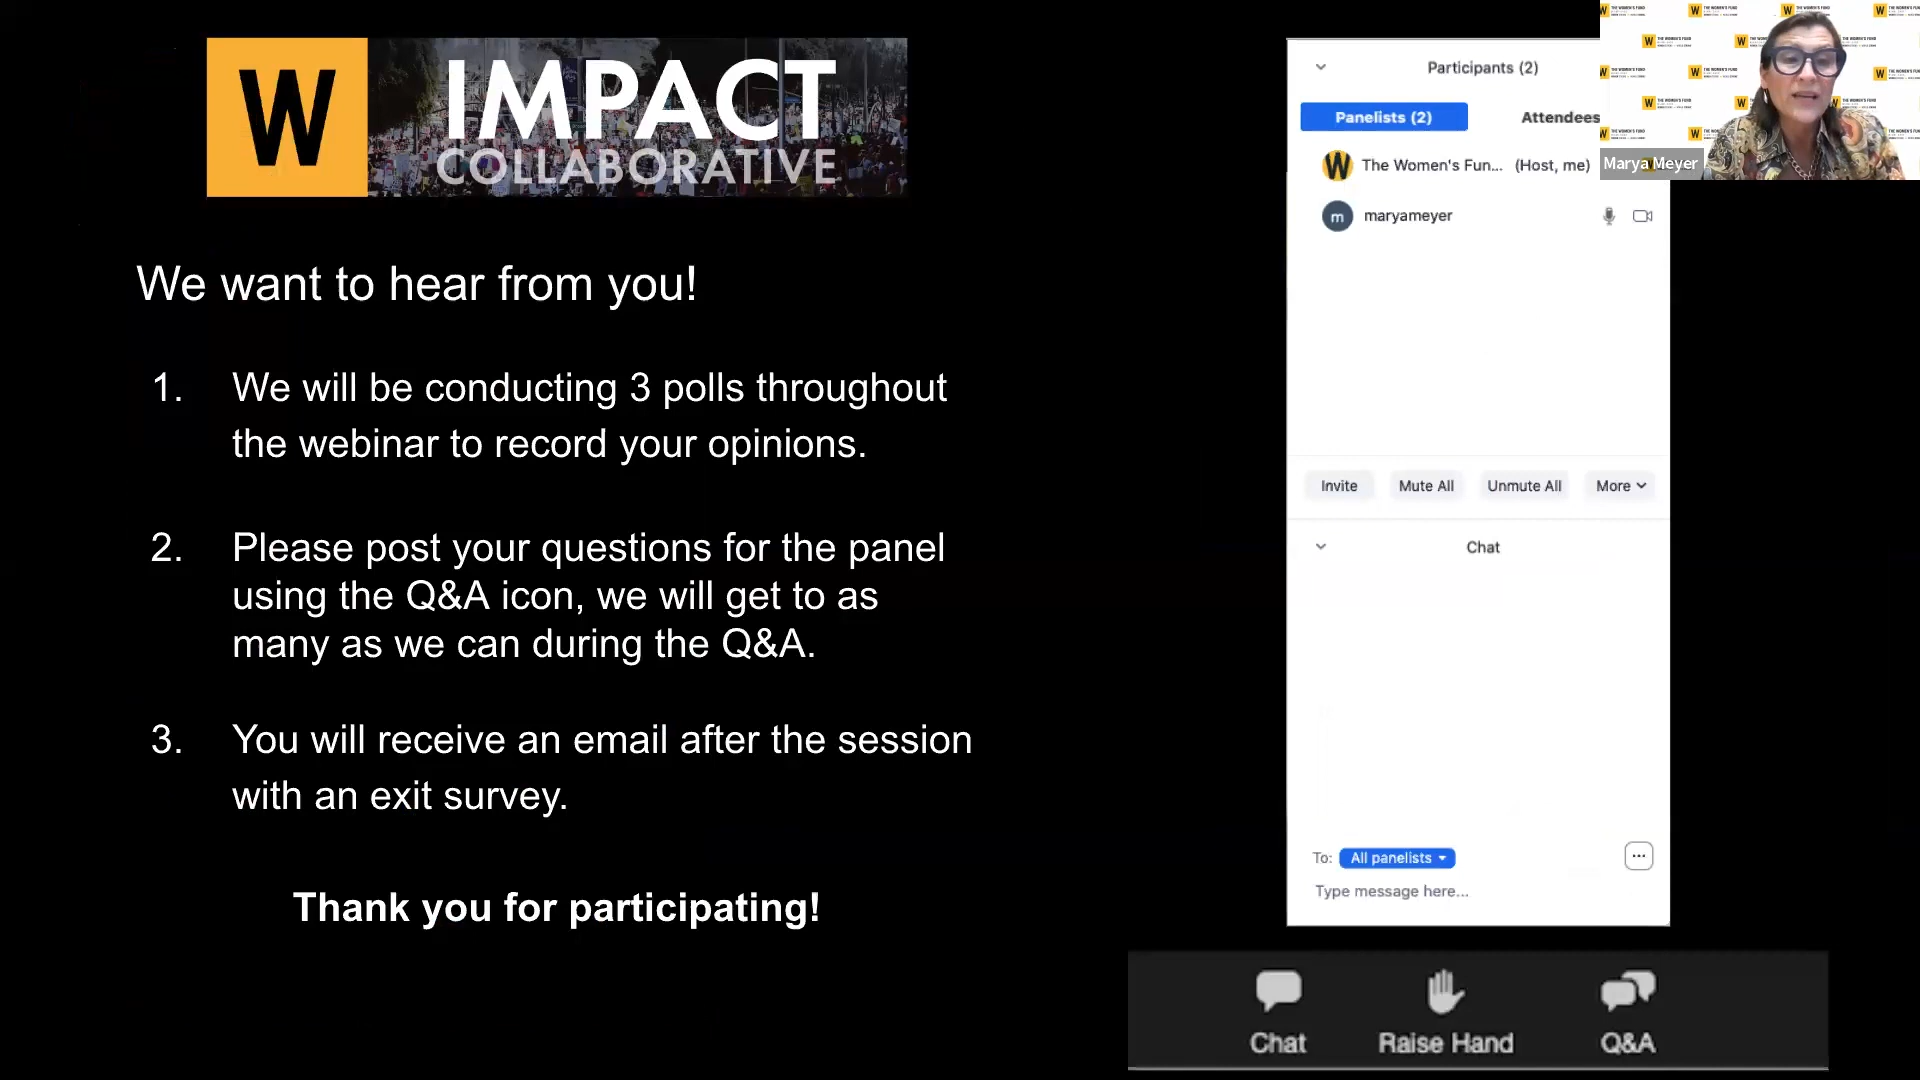 W
IMPACT
COLLABORATIVE
We want to hear from you!
1. We will be conducting 3 polls throughout
the webinar to record your opinions.
2. Please post your questions for the panel
using the Q&A icon, we will get to as
many as we can during the Q&A.
3. You will receive an email after the session
with an exit survey.
Thank you for participating!
Participants (2)
Panelists (2) Attendees
W The Women's Fun... (Host, me)
m maryameyer
Invite Mute All Unmute All More
Chat
To: All panelists
Type message here...
Chat Raise Hand Q&A
W THE WOMEN'S FUND
Marya Meyer